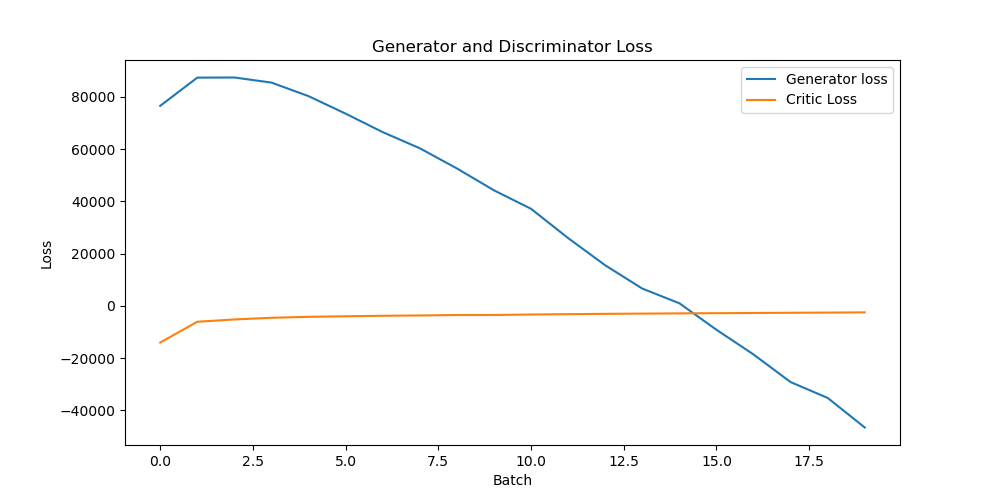 Generator and Discriminator Loss
Generator loss
Critic Loss
80000
60000
40000
20000
0
−20000
−40000
Loss
0.0 2.5 5.0 7.5 10.0 12.5 15.0 17.5
Batch